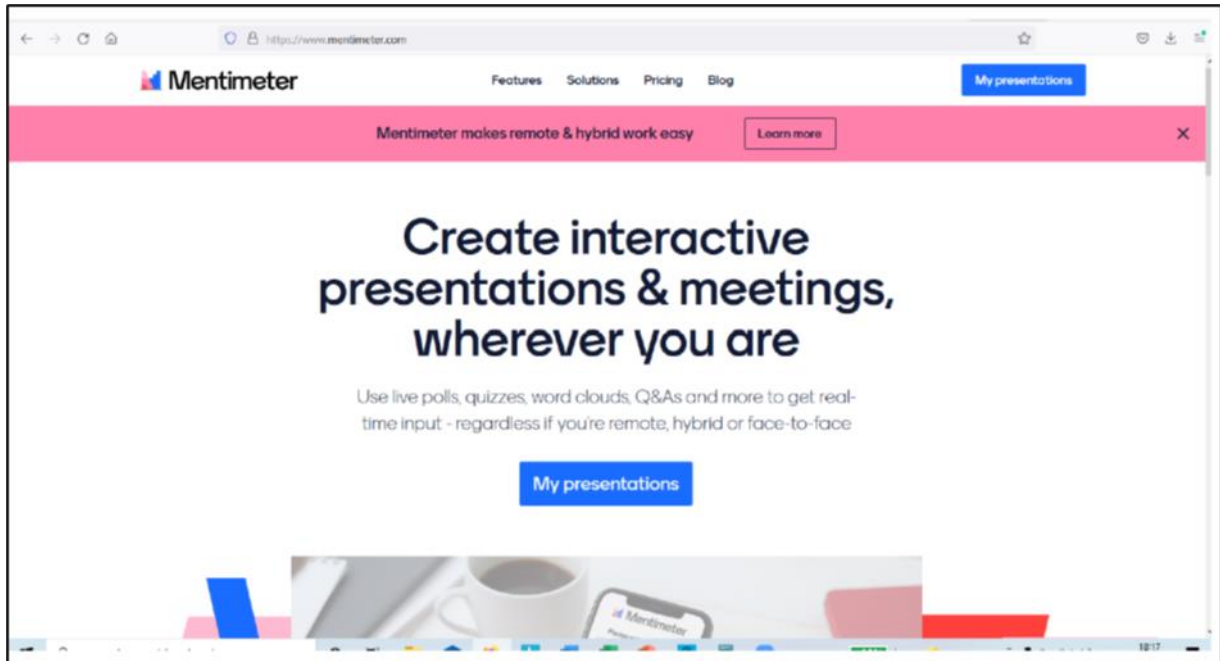 https://www.mentimeter.com
Mentimeter
Features Solutions Pricing Blog
My presentations
Mentimeter makes remote & hybrid work easy
Learn more
Create interactive
presentations & meetings,
wherever you are
Use live polls, quizzes, word clouds, Q&As and more to get real-
time input - regardless if you're remote, hybrid or face-to-face
My presentations
Mentimeter
18:17